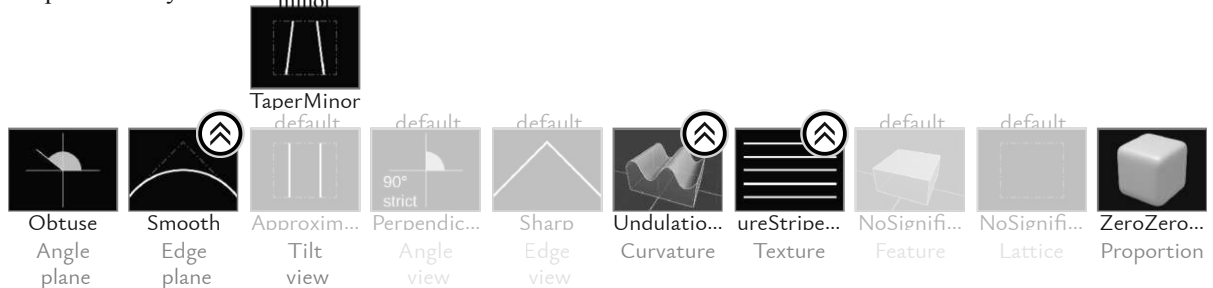 minor
TaperMinor
default default default default default
90°
strict
Obtuse Smooth Approxim... Perpendic... Sharp Undulatio... ureStripe... NoSignifi... NoSignifi... ZeroZero...
Angle Edge Tilt Angle Edge Curvature Texture Feature Lattice Proportion
plane plane view view view